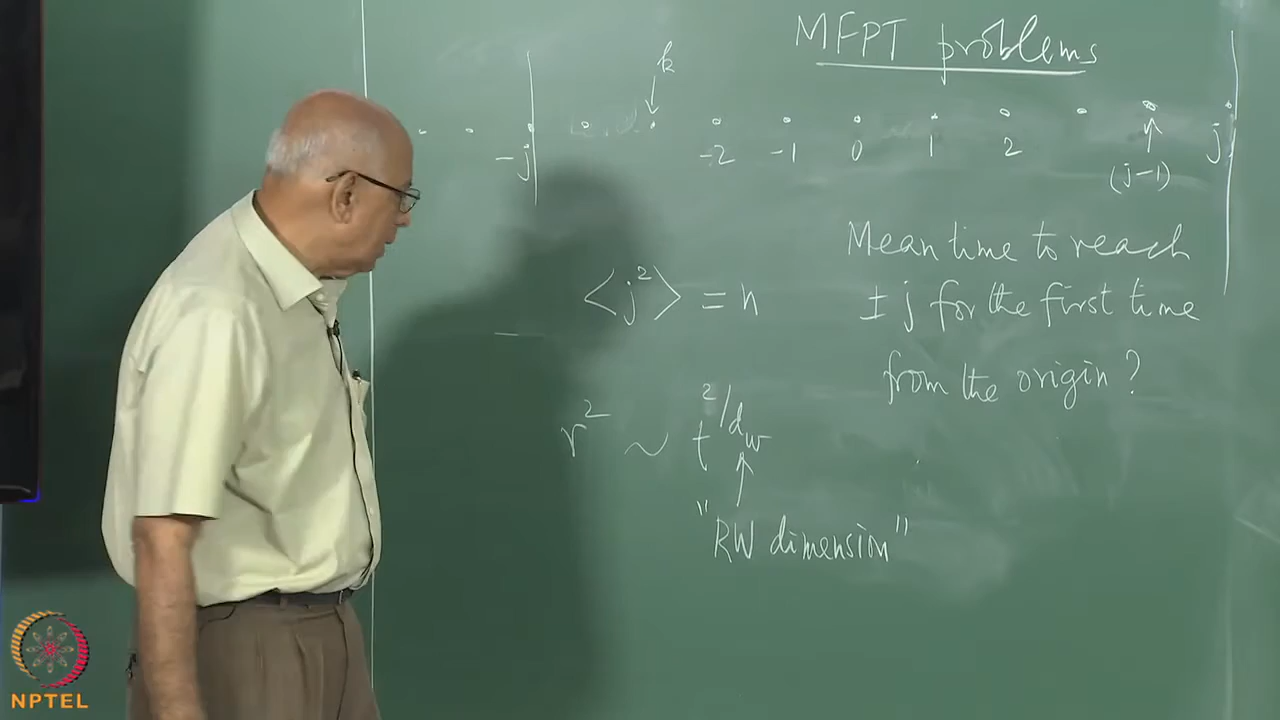 MFPT problems
k
-j -2 -1 0 1 2 (j-1) j
Mean time to reach
± j for the first time
from the origin?
⟨j²⟩ = n
r² ~ t^{2/d_w}
"RW dimension"
NPTEL